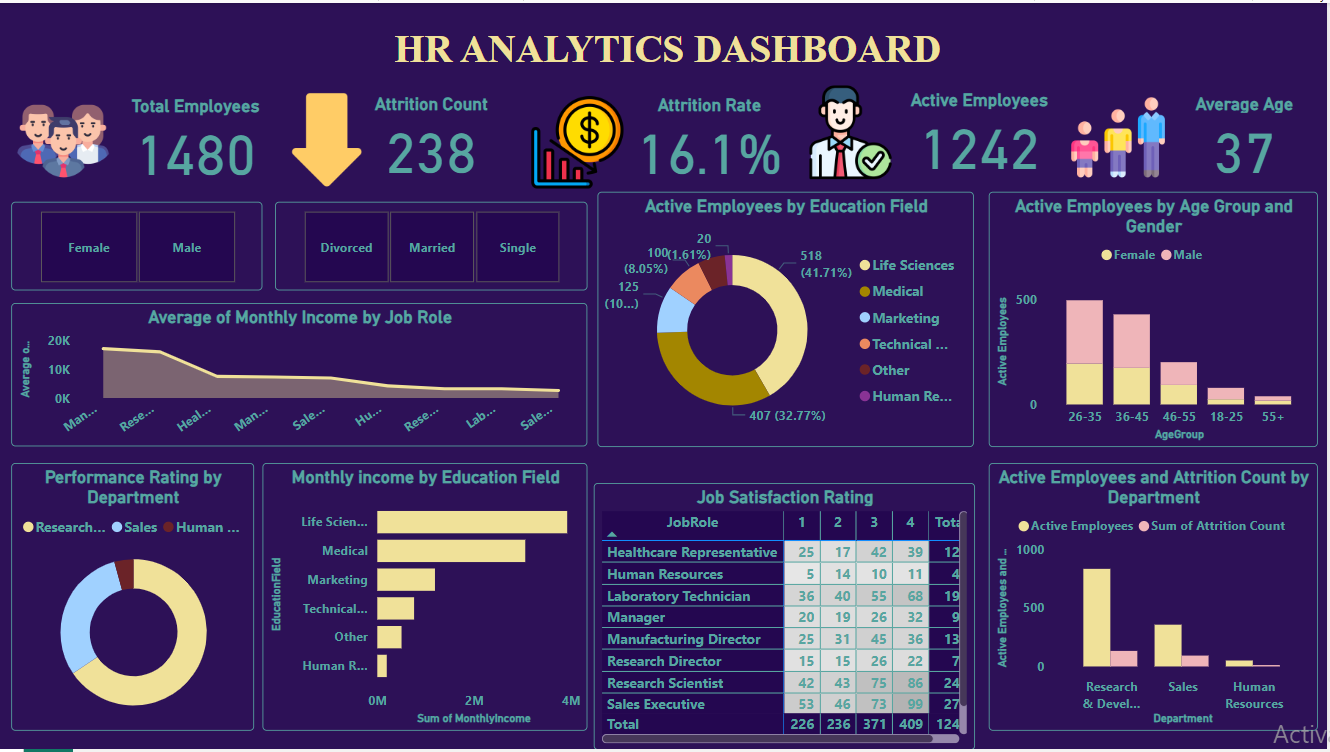 HR ANALYTICS DASHBOARD
Total Employees
1480
Attrition Count
238
Attrition Rate
16.1%
Active Employees
1242
Average Age
37
Female
Male
Divorced
Married
Single
Average of Monthly Income by Job Role
Average o...
20K
10K
0K
Man...
Rese...
Heal...
Man...
Sale...
Hu...
Rese...
Lab...
Sale...
Active Employees by Education Field
518
(41.71%)
407 (32.77%)
125
(10...)
100
(8.05%)
20
(1.61%)
Life Sciences
Medical
Marketing
Technical ...
Other
Human Re...
Active Employees by Age Group and
Gender
Female Male
Active Employees
500
0
26-35 36-45 46-55 18-25 55+
AgeGroup
Performance Rating by
Department
Research... Sales Human ...
Monthly income by Education Field
EducationField
Life Scien...
Medical
Marketing
Technical...
Other
Human R...
0M 2M 4M
Sum of MonthlyIncome
Job Satisfaction Rating
JobRole 1 2 3 4 Tota
Healthcare Representative 25 17 42 39 12
Human Resources 5 14 10 11 4
Laboratory Technician 36 40 55 68 19
Manager 20 19 26 32 9
Manufacturing Director 25 31 45 36 13
Research Director 15 15 26 22 7
Research Scientist 42 43 75 86 24
Sales Executive 53 46 73 99 27
Total 226 236 371 409 124
Active Employees and Attrition Count by
Department
Active Employees Sum of Attrition Count
Active Employees and ...
1000
500
0
Research
& Devel...
Sales
Human
Resources
Department
Activ